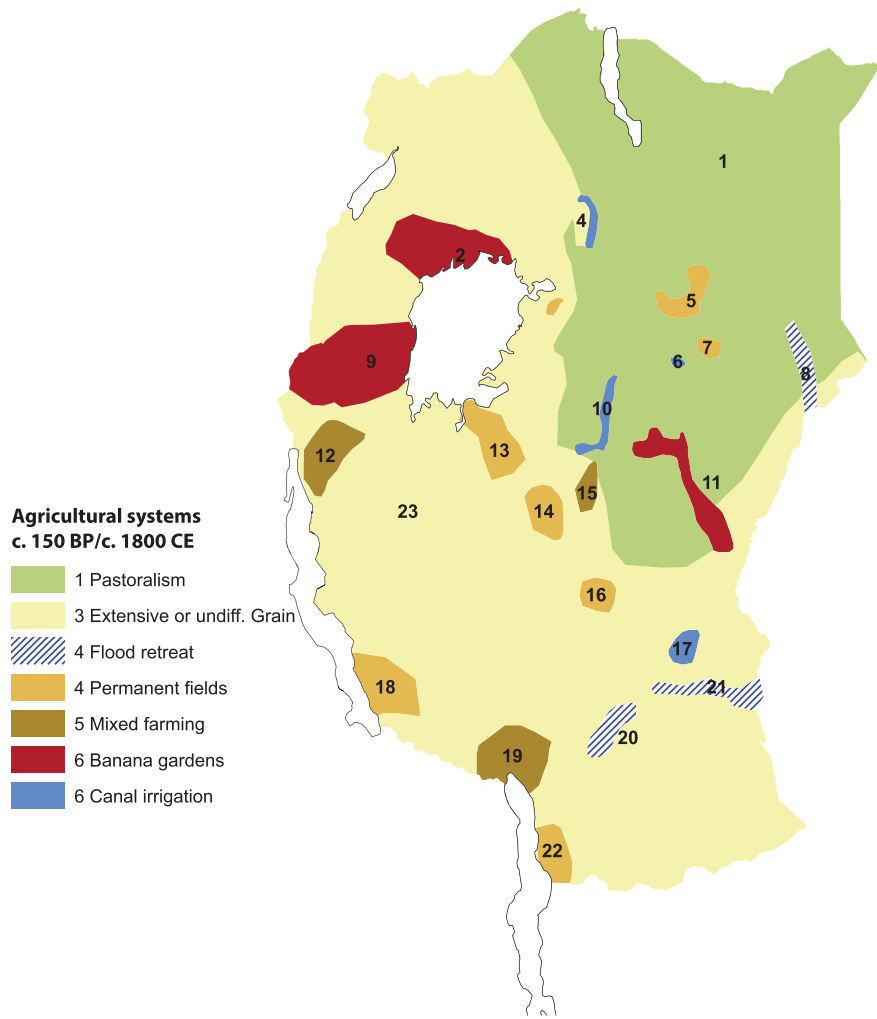 1
4
2
5
7
6
9
8
10
13
12
11
15
14
23
Agricultural systems
c. 150 BP/c. 1800 CE
1 Pastoralism
3 Extensive or undiff. Grain
4 Flood retreat
4 Permanent fields
5 Mixed farming
6 Banana gardens
6 Canal irrigation
16
17
18
21
20
19
22